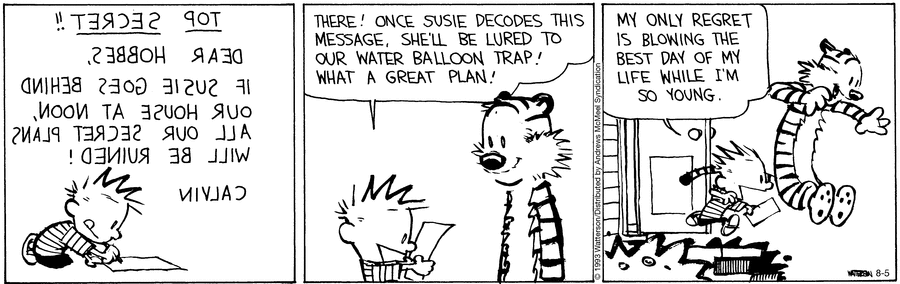 TOP SECRET!!
DEAR HOBBES,
IF SUSIE GOES BEHIND
OUR HOUSE AT NOON,
ALL OUR SECRET PLANS
WILL BE RUINED!
CALVIN
THERE! ONCE SUSIE DECODES THIS
MESSAGE, SHE'LL BE LURED TO
OUR WATER BALLOON TRAP!
WHAT A GREAT PLAN!
© 1993 Watterson/Distributed by Andrews McMeel Syndication
MY ONLY REGRET
IS BLOWING THE
BEST DAY OF MY
LIFE WHILE I'M
SO YOUNG.
WATTERSON 8-5